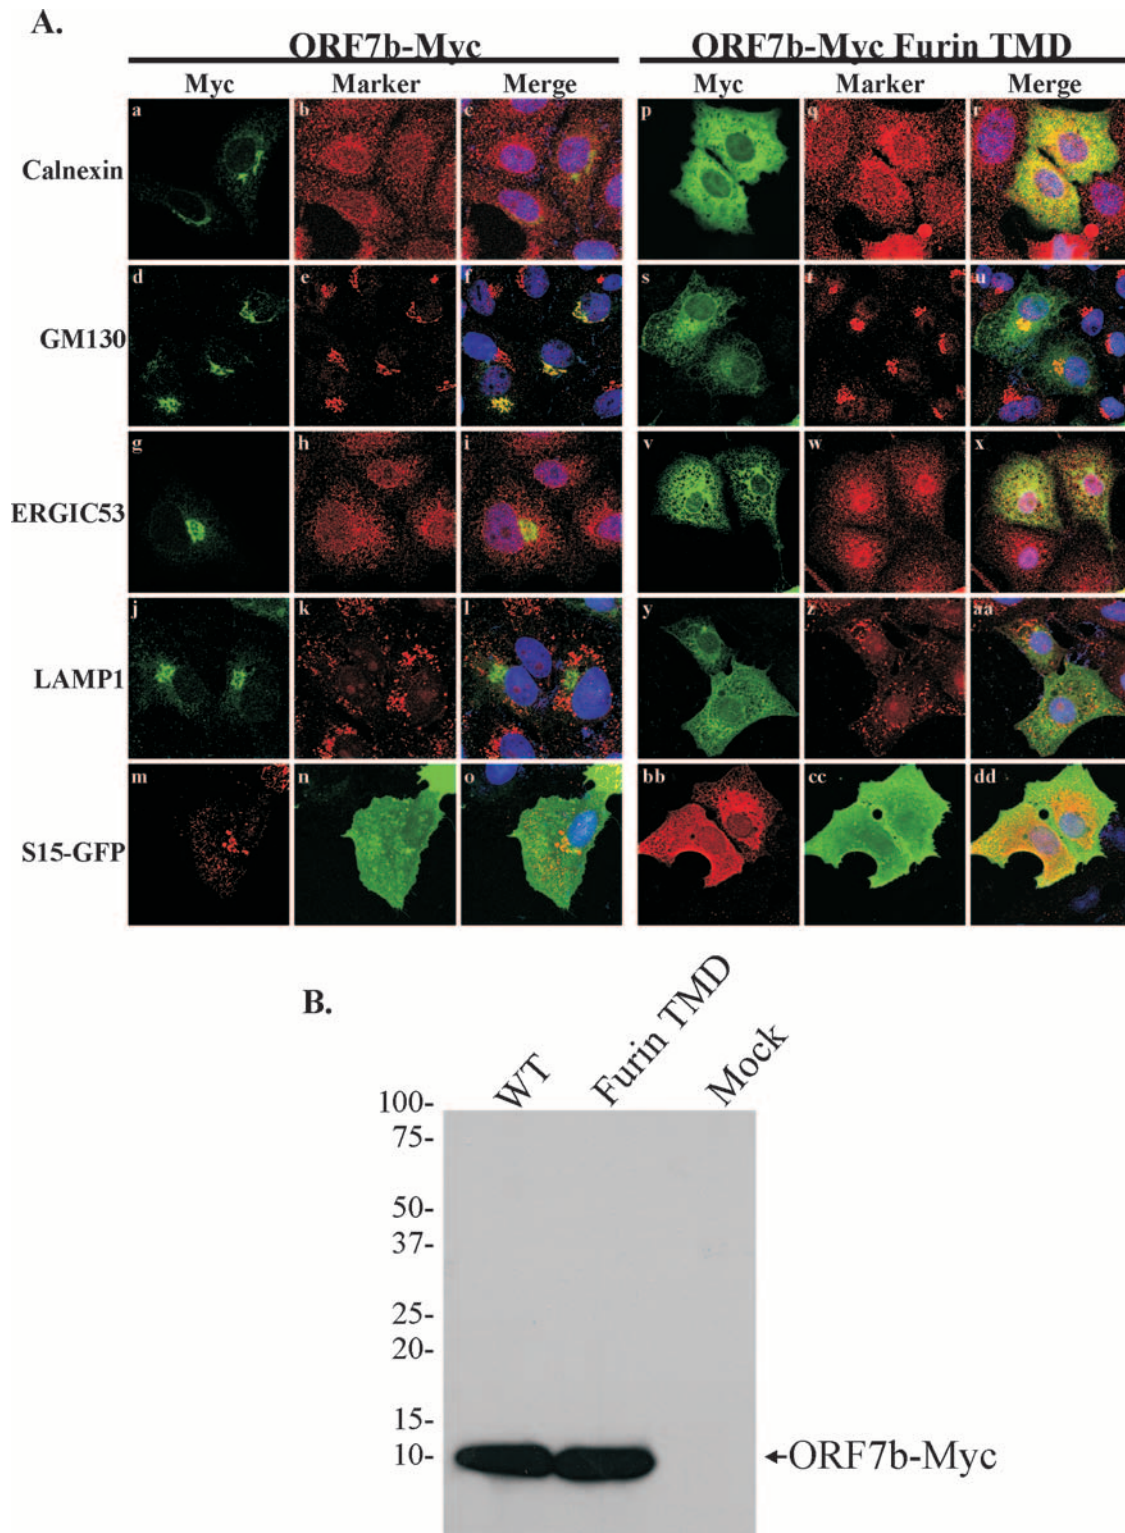 A.
ORF7b-Myc ORF7b-Myc Furin TMD
Myc Marker Merge Myc Marker Merge
Calnexin a b c p q r
GM130 d e f s t u
ERGIC53 g h i v w x
LAMP1 j k l y z aa
S15-GFP m n o bb cc dd
B.
WT Furin TMD Mock
100-
75-
50-
37-
25-
20-
15-
10- ORF7b-Myc